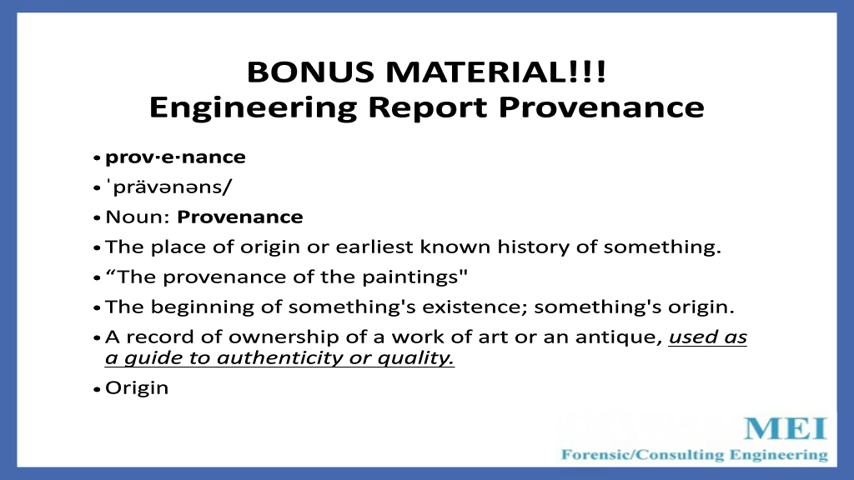 BONUS MATERIAL!!!
Engineering Report Provenance
• prov·e·nance
• ˈprävənəns/
• Noun: Provenance
• The place of origin or earliest known history of something.
• “The provenance of the paintings"
• The beginning of something's existence; something's origin.
• A record of ownership of a work of art or an antique, used as
a guide to authenticity or quality.
• Origin
MEI
Forensic/Consulting Engineering